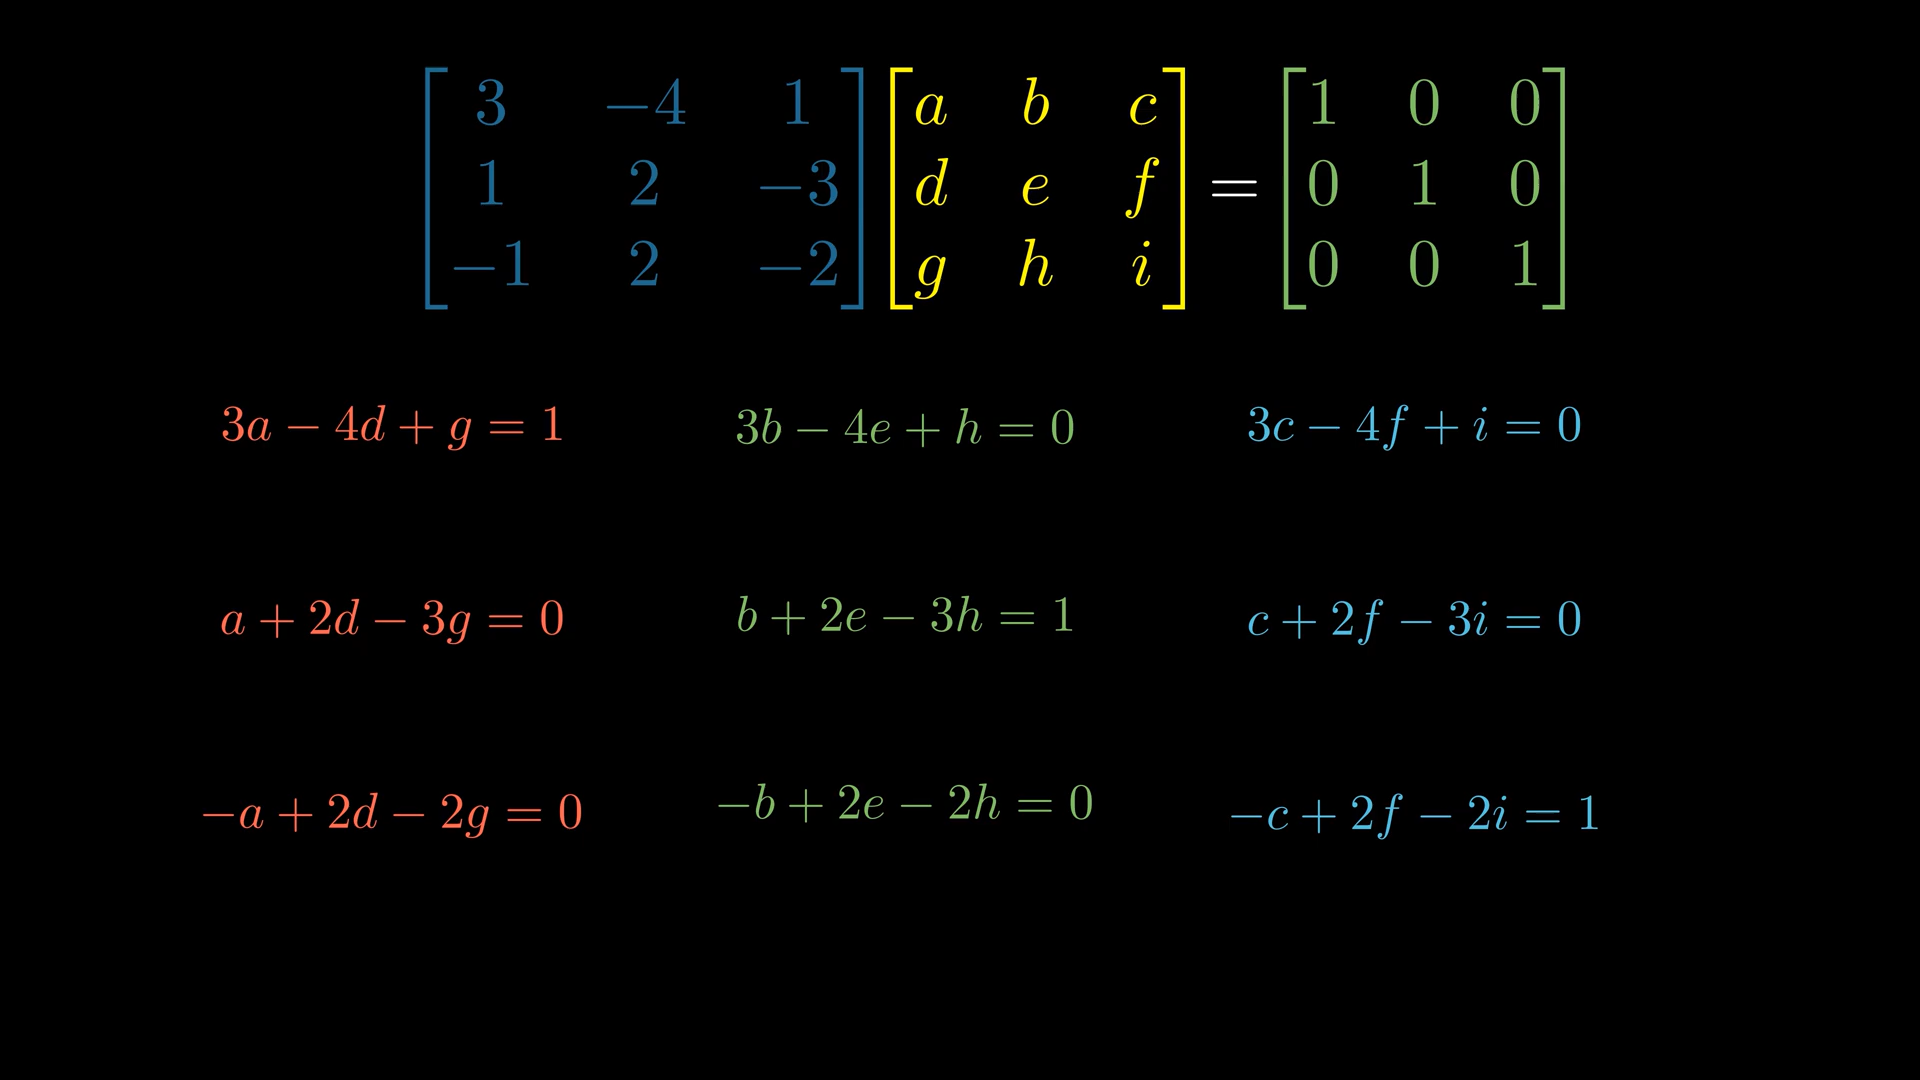 [3 −4 1] [a b c] [1 0 0]
[1 2 −3] [d e f] = [0 1 0]
[−1 2 −2] [g h i] [0 0 1]
3a − 4d + g = 1 3b − 4e + h = 0 3c − 4f + i = 0
a + 2d − 3g = 0 b + 2e − 3h = 1 c + 2f − 3i = 0
−a + 2d − 2g = 0 −b + 2e − 2h = 0 −c + 2f − 2i = 1